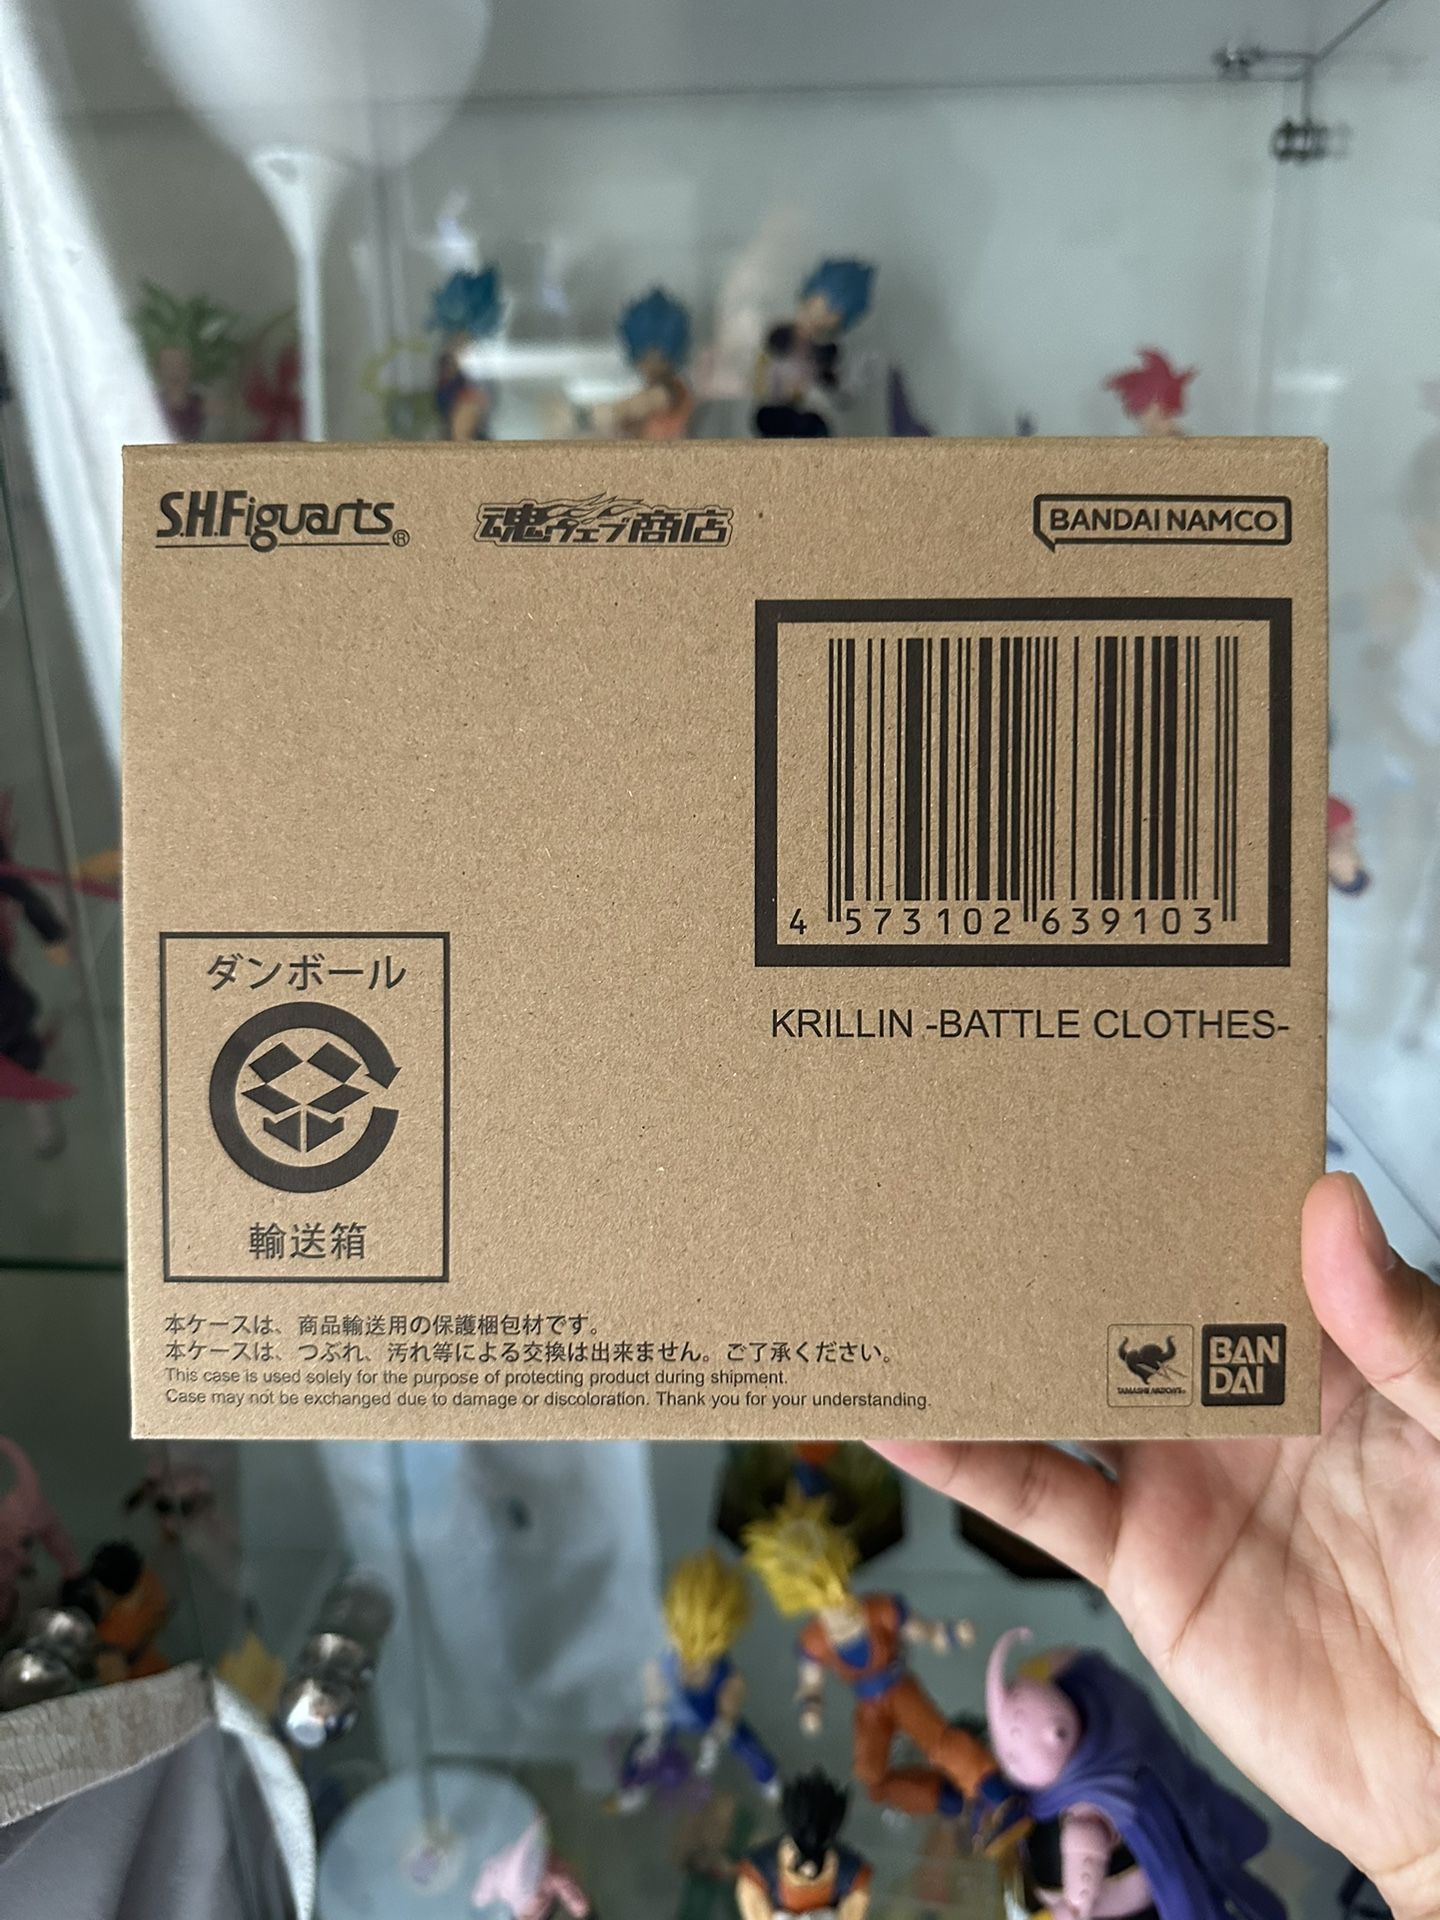 S.H.Figuarts®
魂ウェブ商店
BANDAI NAMCO
4 573102 639103
KRILLIN -BATTLE CLOTHES-
ダンボール
輸送箱
本ケースは、商品輸送用の保護梱包材です。
本ケースは、つぶれ、汚れ等による交換は出来ません。ご了承ください。
This case is used solely for the purpose of protecting product during shipment.
Case may not be exchanged due to damage or discoloration. Thank you for your understanding.
TAMASHII NATIONS
BAN
DAI